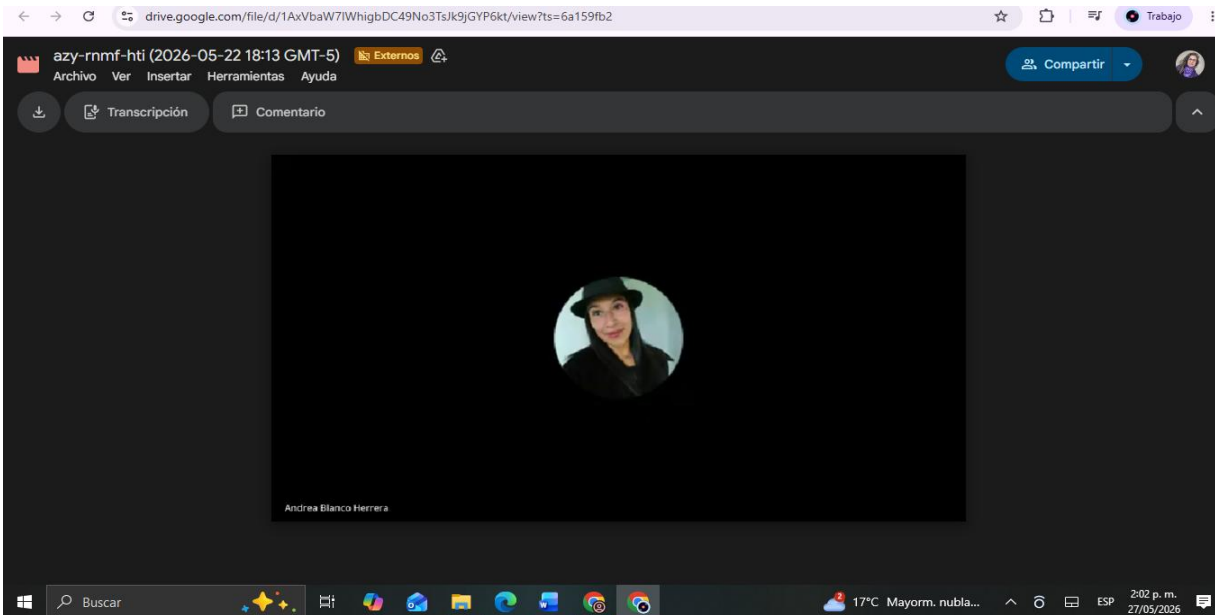 drive.google.com/file/d/1AxVbaW7IWhigbDC49No3TsJk9jGYP6kt/view?ts=6a159fb2
Trabajo
azy-rnmf-hti (2026-05-22 18:13 GMT-5) Externos
Archivo Ver Insertar Herramientas Ayuda
Compartir
Transcripción
Comentario
Andrea Blanco Herrera
Buscar
2
17°C Mayorm. nubla...
ESP
2:02 p. m.
27/05/2026